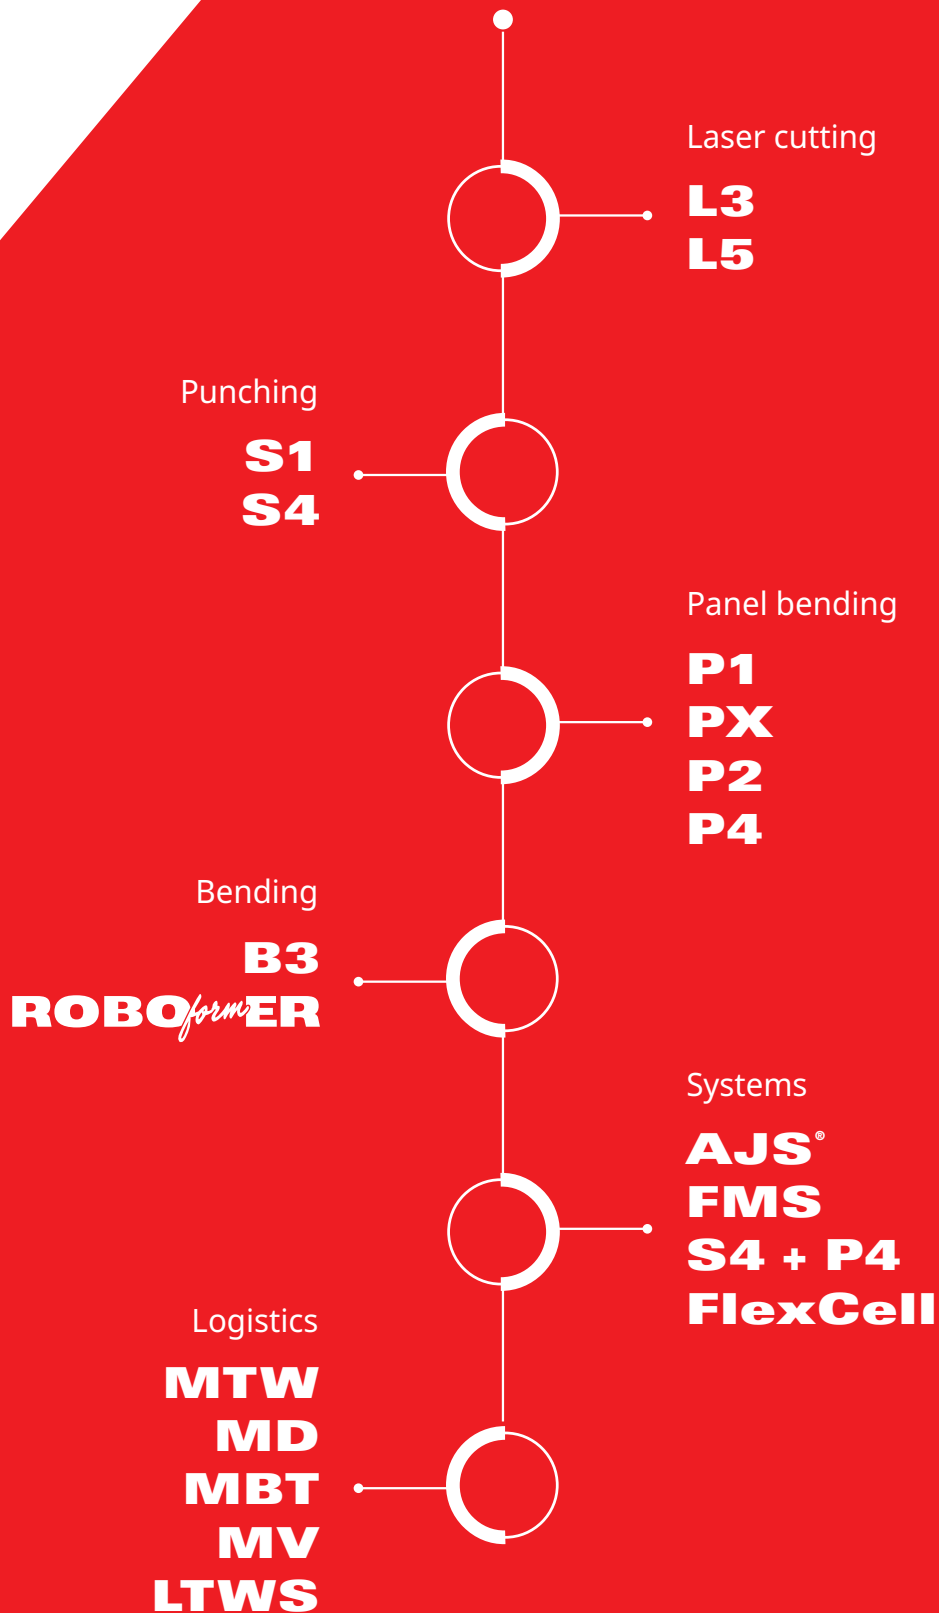 Laser cutting
L3
L5
Punching
S1
S4
Panel bending
P1
PX
P2
P4
Bending
B3
ROBOformER
Systems
AJS®
FMS
S4 + P4
FlexCell
Logistics
MTW
MD
MBT
MV
LTWS